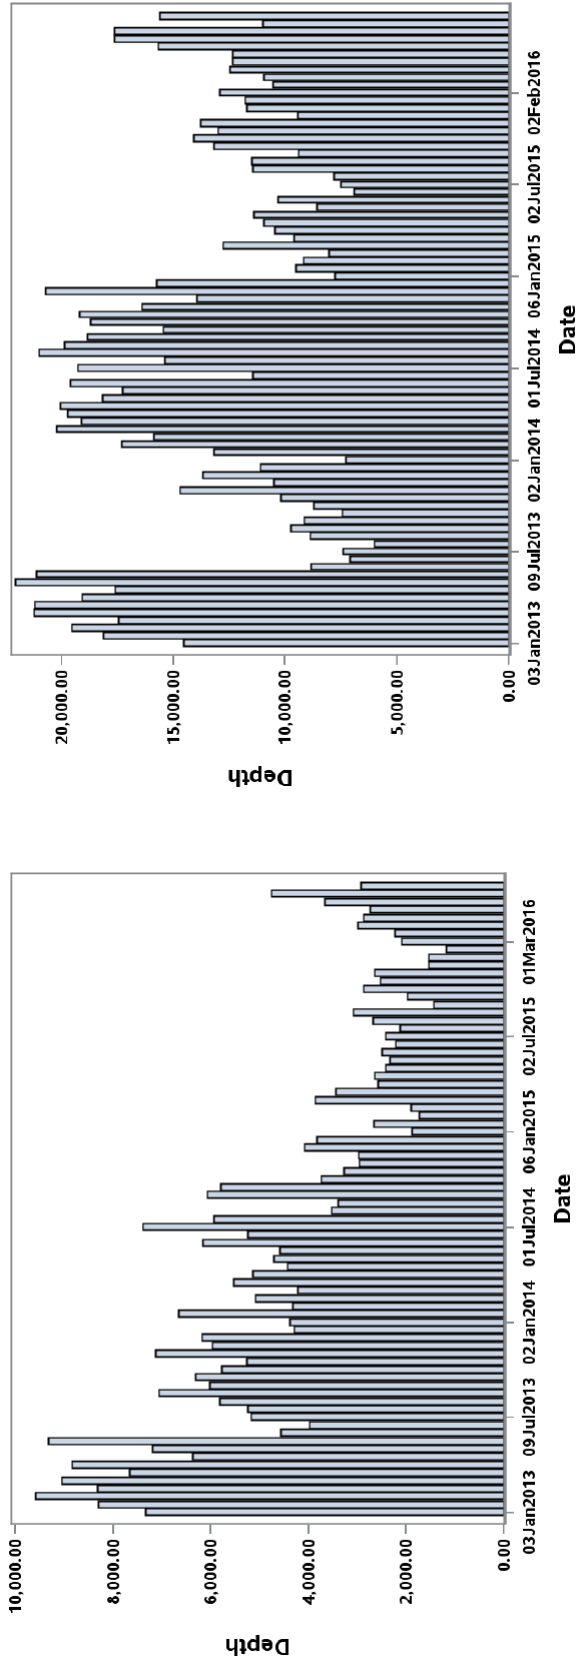 Depth
10,000.00
8,000.00
6,000.00
4,000.00
2,000.00
0.00
03Jan2013 09Jul2013 02Jan2014 01Jul2014 06Jan2015 02Jul2015 01Mar2016
Date
Depth
20,000.00
15,000.00
10,000.00
5,000.00
0.00
03Jan2013 09Jul2013 02Jan2014 01Jul2014 06Jan2015 02Jul2015 02Feb2016
Date